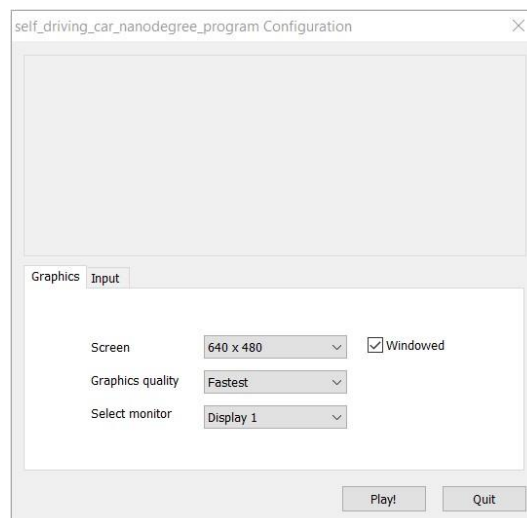 self_driving_car_nanodegree_program Configuration
Graphics Input
Screen 640 x 480 Windowed
Graphics quality Fastest
Select monitor Display 1
Play! Quit